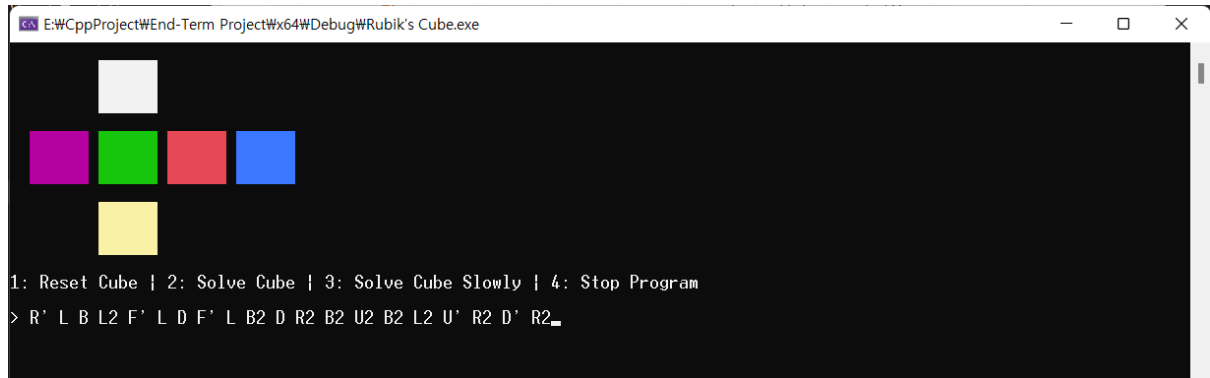 E:₩CppProject₩End-Term Project₩x64₩Debug₩Rubik's Cube.exe
1: Reset Cube | 2: Solve Cube | 3: Solve Cube Slowly | 4: Stop Program
> R' L B L2 F' L D F' L B2 D R2 B2 U2 B2 L2 U' R2 D' R2_